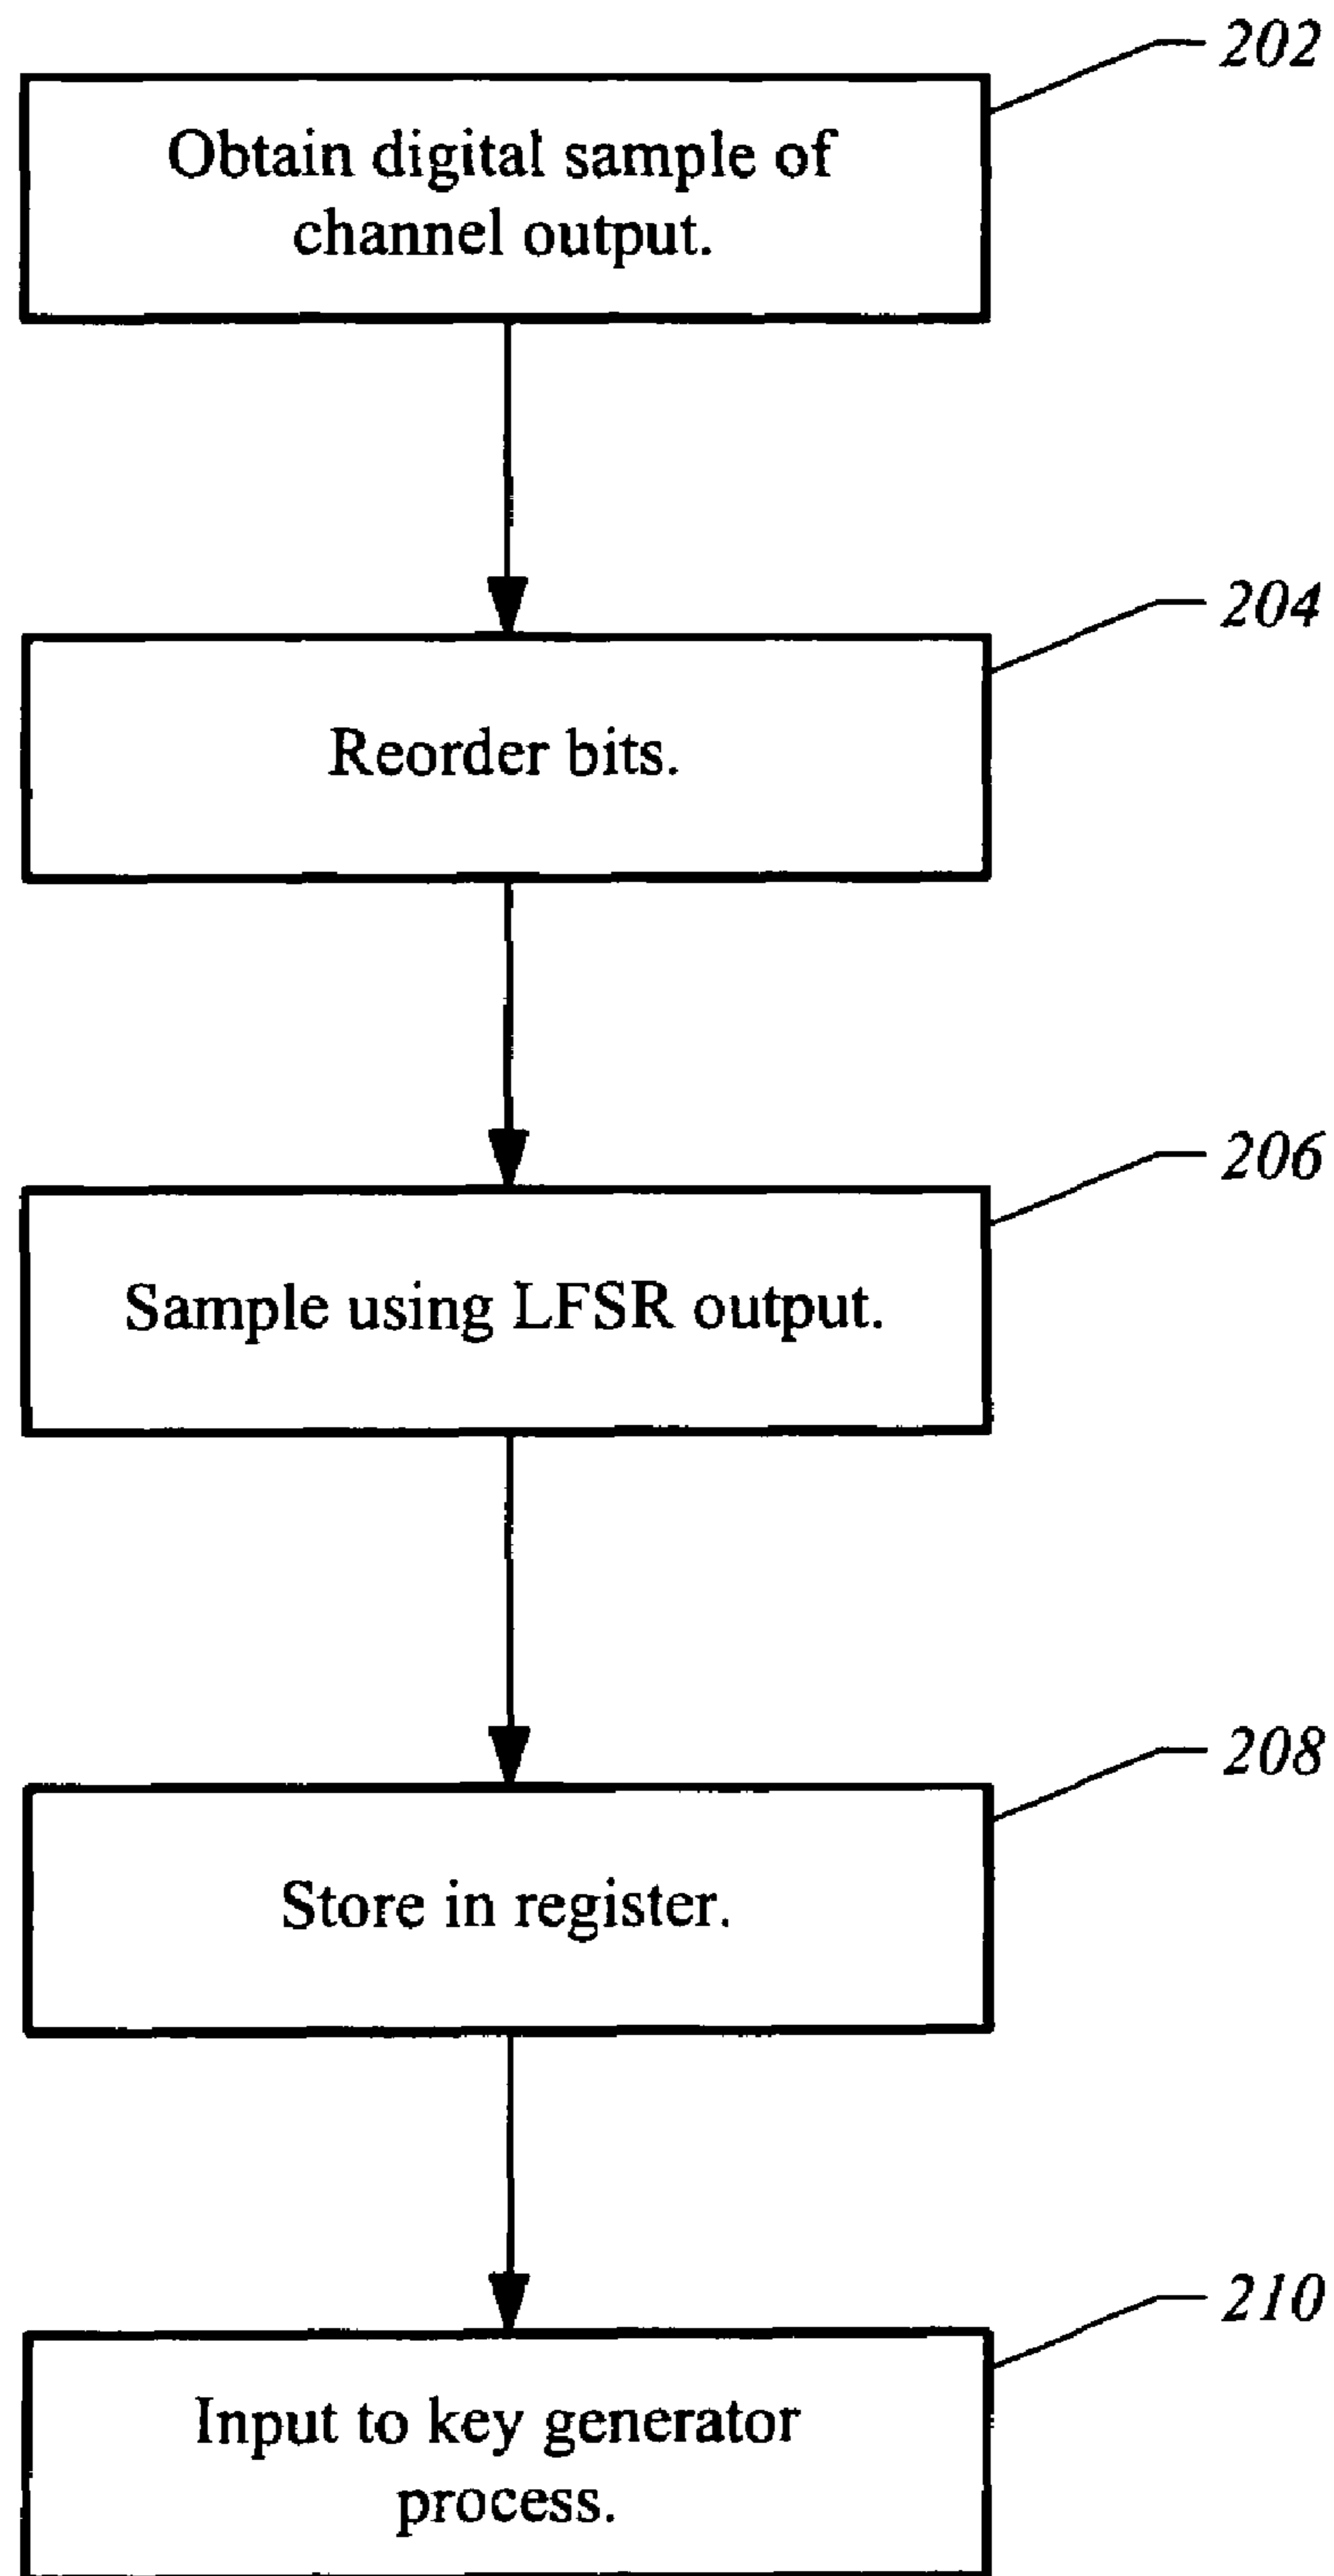 202
Obtain digital sample of
channel output.
204
Reorder bits.
206
Sample using LFSR output.
208
Store in register.
210
Input to key generator
process.